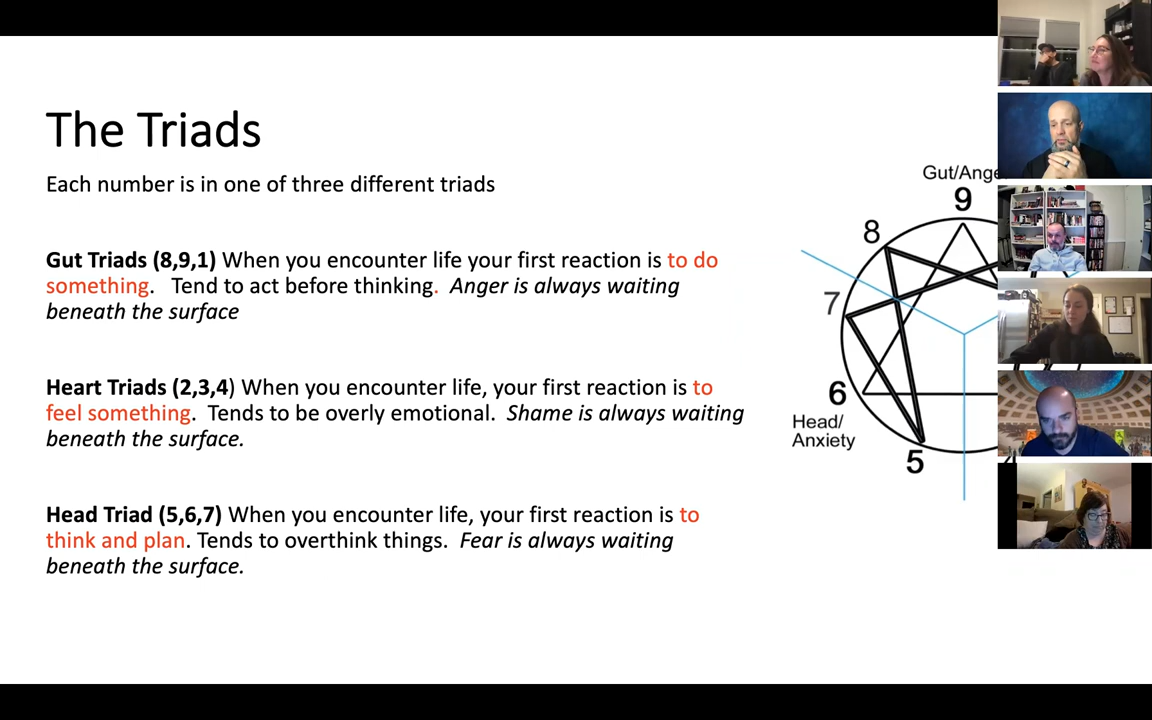 The Triads
Each number is in one of three different triads
Gut Triads (8,9,1) When you encounter life your first reaction is to do
something.   Tend to act before thinking.  Anger is always waiting
beneath the surface
Heart Triads (2,3,4) When you encounter life, your first reaction is to
feel something.  Tends to be overly emotional.  Shame is always waiting
beneath the surface.
Head Triad (5,6,7) When you encounter life, your first reaction is to
think and plan. Tends to overthink things.  Fear is always waiting
beneath the surface.
Gut/Ange
9
8
7
6
Head/
Anxiety
5